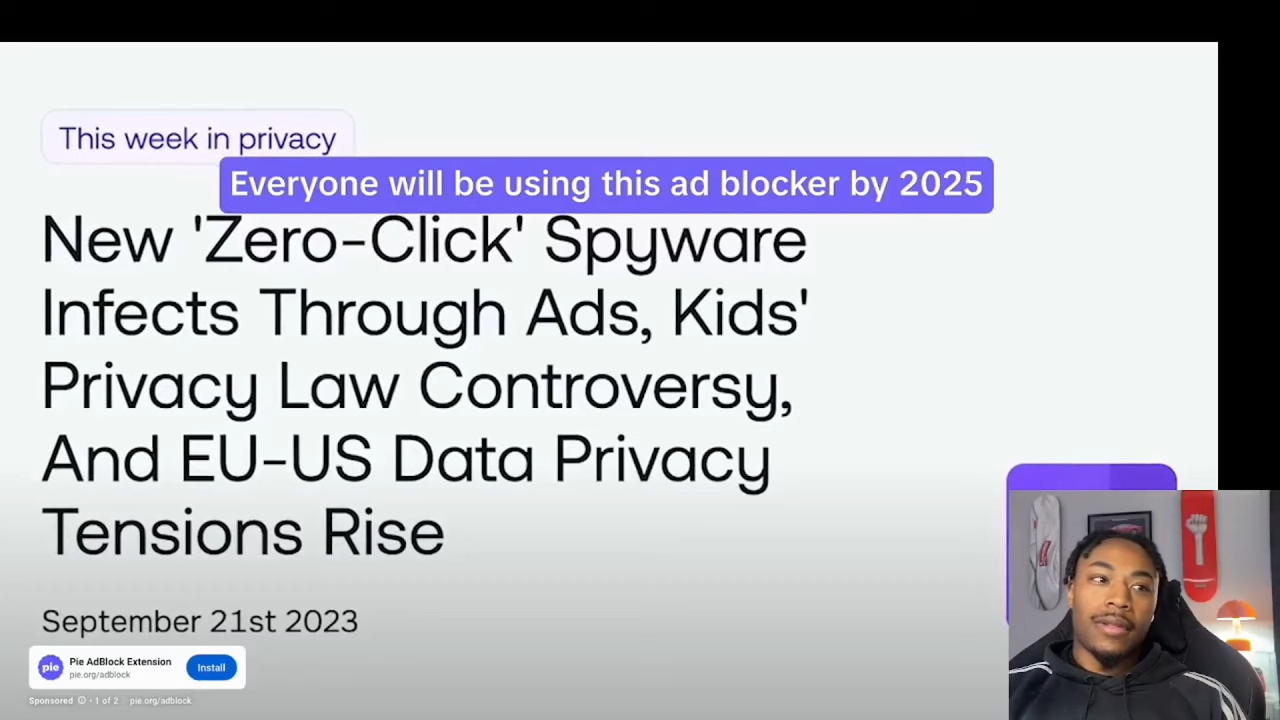 This week in privacy
Everyone will be using this ad blocker by 2025
New 'Zero-Click' Spyware
Infects Through Ads, Kids'
Privacy Law Controversy,
And EU-US Data Privacy
Tensions Rise
September 21st 2023
pie
Pie AdBlock Extension
pie.org/adblock
Install
Sponsored • 1 of 2 pie.org/adblock